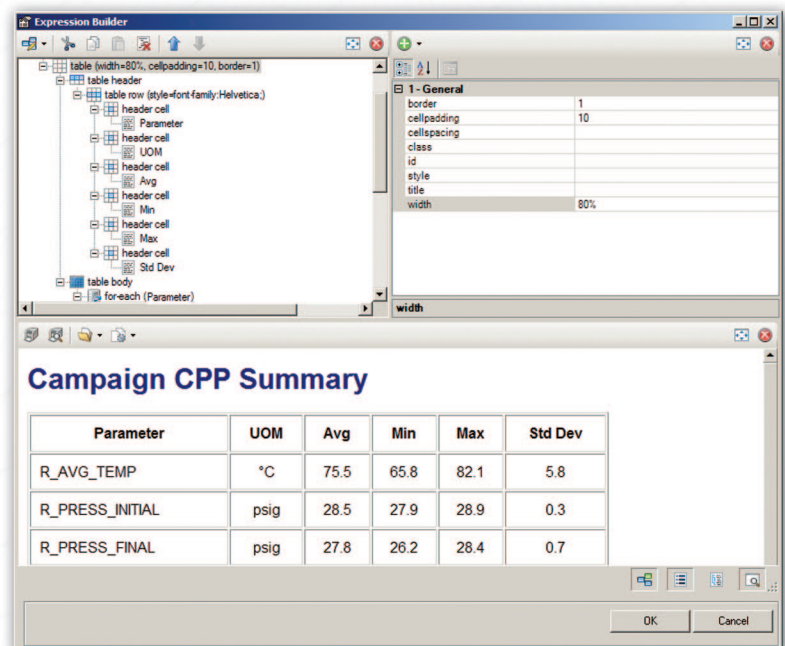 Expression Builder
table (width=80%, cellpadding=10, border=1)
table header
table row (style=font-family:Helvetica;)
header cell
Parameter
header cell
UOM
header cell
Avg
header cell
Min
header cell
Max
header cell
Std Dev
table body
for-each (Parameter)
1 - General
border 1
cellpadding 10
cellspacing
class
id
style
title
width 80%
width
Campaign CPP Summary
Parameter UOM Avg Min Max Std Dev
R_AVG_TEMP °C 75.5 65.8 82.1 5.8
R_PRESS_INITIAL psig 28.5 27.9 28.9 0.3
R_PRESS_FINAL psig 27.8 26.2 28.4 0.7
OK Cancel